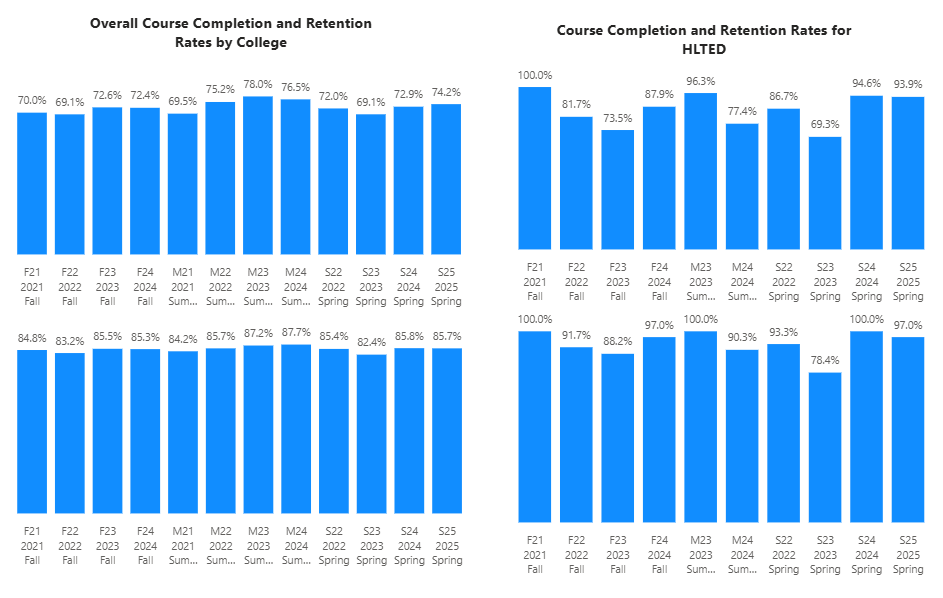 Overall Course Completion and Retention
Rates by College
70.0% 69.1% 72.6% 72.4% 69.5% 75.2% 78.0% 76.5% 72.0% 69.1% 72.9% 74.2%
F21 F22 F23 F24 M21 M22 M23 M24 S22 S23 S24 S25
2021 2022 2023 2024 2021 2022 2023 2024 2022 2023 2024 2025
Fall Fall Fall Fall Sum... Sum... Sum... Sum... Spring Spring Spring Spring
84.8% 83.2% 85.5% 85.3% 84.2% 85.7% 87.2% 87.7% 85.4% 82.4% 85.8% 85.7%
F21 F22 F23 F24 M21 M22 M23 M24 S22 S23 S24 S25
2021 2022 2023 2024 2021 2022 2023 2024 2022 2023 2024 2025
Fall Fall Fall Fall Sum... Sum... Sum... Sum... Spring Spring Spring Spring
Course Completion and Retention Rates for
HLTED
100.0% 81.7% 73.5% 87.9% 96.3% 77.4% 86.7% 69.3% 94.6% 93.9%
F21 F22 F23 F24 M23 M24 S22 S23 S24 S25
2021 2022 2023 2024 2023 2024 2022 2023 2024 2025
Fall Fall Fall Fall Sum... Sum... Spring Spring Spring Spring
100.0% 91.7% 88.2% 97.0% 100.0% 90.3% 93.3% 78.4% 100.0% 97.0%
F21 F22 F23 F24 M23 M24 S22 S23 S24 S25
2021 2022 2023 2024 2023 2024 2022 2023 2024 2025
Fall Fall Fall Fall Sum... Sum... Spring Spring Spring Spring